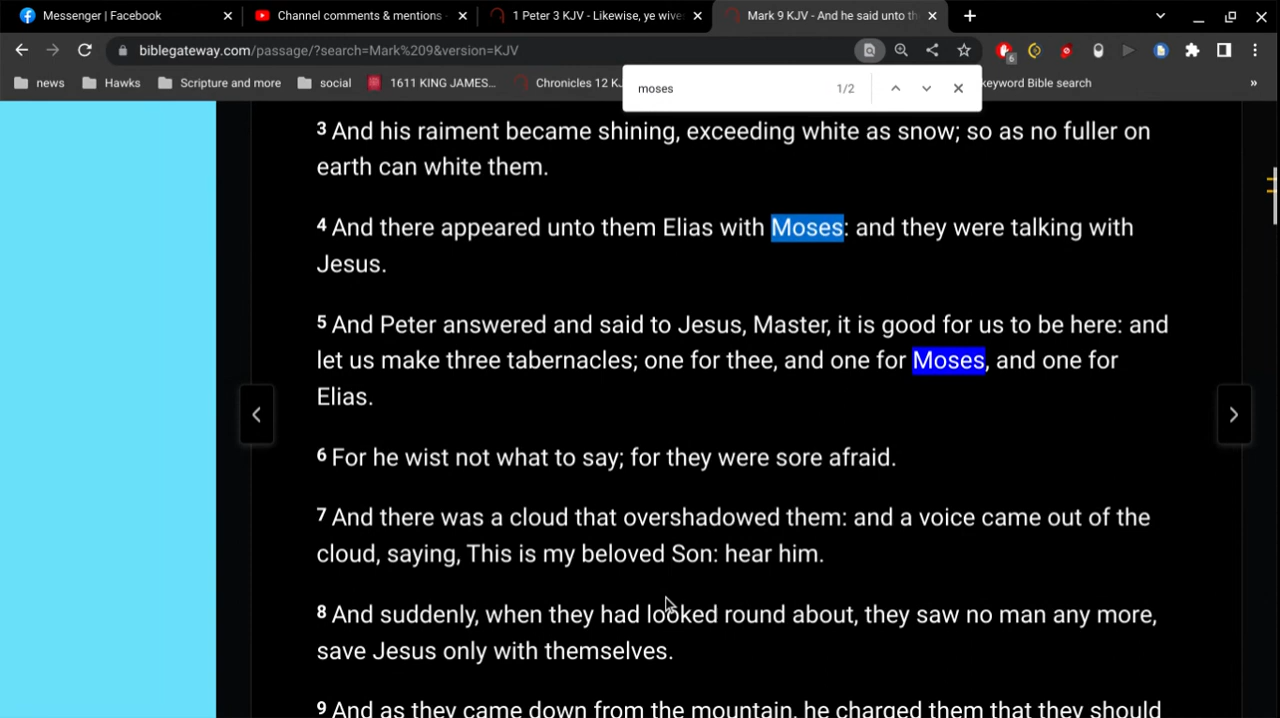 Messenger | Facebook
Channel comments & mentions -
1 Peter 3 KJV - Likewise, ye wive
Mark 9 KJV - And he said unto th
biblegateway.com/passage/?search=Mark%209&version=KJV
6
news
Hawks
Scripture and more
social
1611 KING JAMES...
Chronicles 12 K
keyword Bible search
»
moses
1/2
3 And his raiment became shining, exceeding white as snow; so as no fuller on
earth can white them.
4 And there appeared unto them Elias with Moses: and they were talking with
Jesus.
5 And Peter answered and said to Jesus, Master, it is good for us to be here: and
let us make three tabernacles; one for thee, and one for Moses, and one for
Elias.
6 For he wist not what to say; for they were sore afraid.
7 And there was a cloud that overshadowed them: and a voice came out of the
cloud, saying, This is my beloved Son: hear him.
8 And suddenly, when they had looked round about, they saw no man any more,
save Jesus only with themselves.
9 And as they came down from the mountain, he charged them that they should